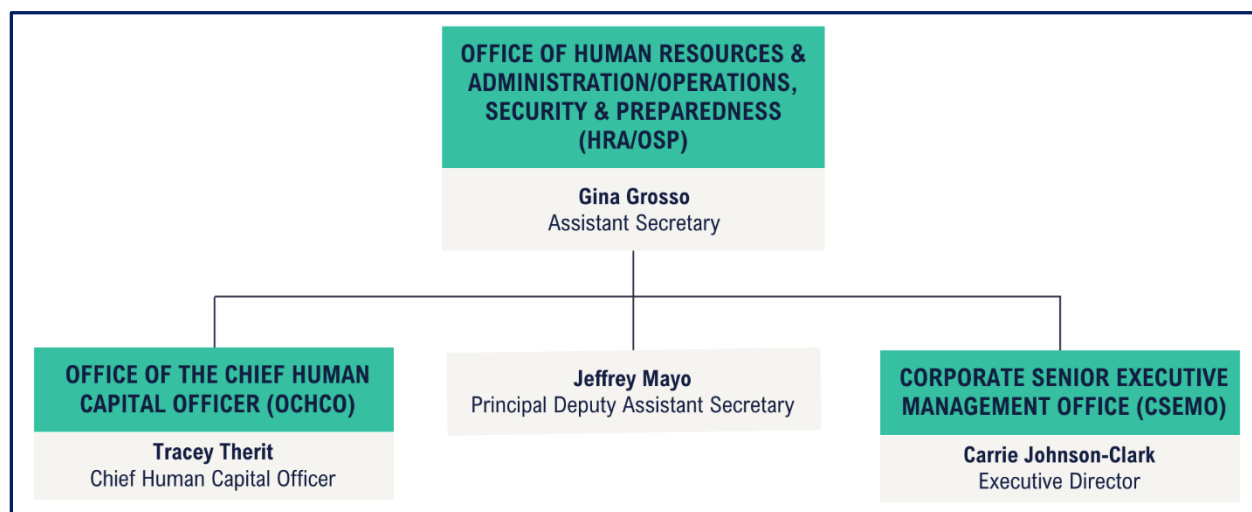 OFFICE OF HUMAN RESOURCES &
ADMINISTRATION/OPERATIONS,
SECURITY & PREPAREDNESS
(HRA/OSP)
Gina Grosso
Assistant Secretary
OFFICE OF THE CHIEF HUMAN
CAPITAL OFFICER (OCHCO)
Tracey Therit
Chief Human Capital Officer
Jeffrey Mayo
Principal Deputy Assistant Secretary
CORPORATE SENIOR EXECUTIVE
MANAGEMENT OFFICE (CSEMO)
Carrie Johnson-Clark
Executive Director